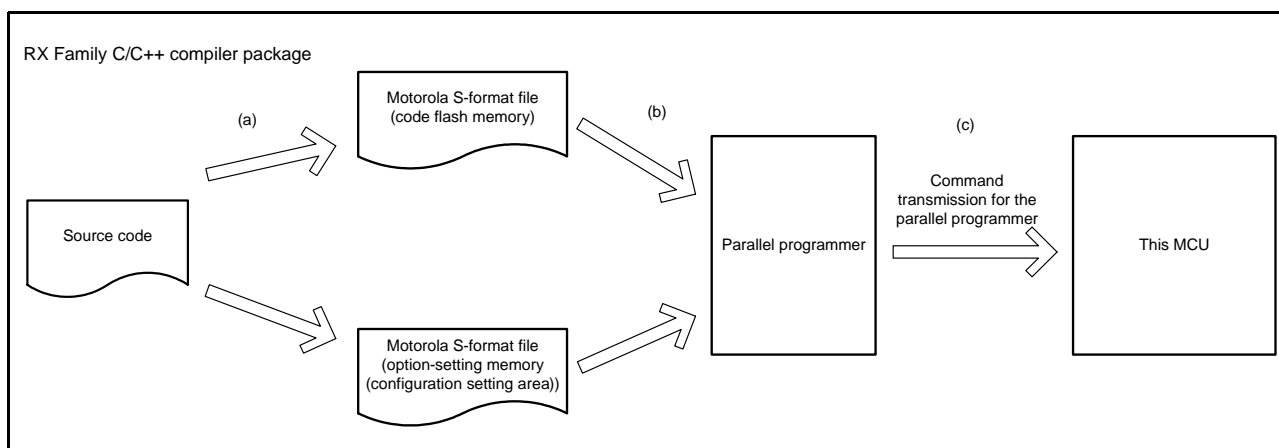 RX Family C/C++ compiler package
(a)
Motorola S-format file
(code flash memory)
(b)
(c)
Command
transmission for the
parallel programmer
Source code
Parallel programmer
This MCU
Motorola S-format file
(option-setting memory
(configuration setting area))